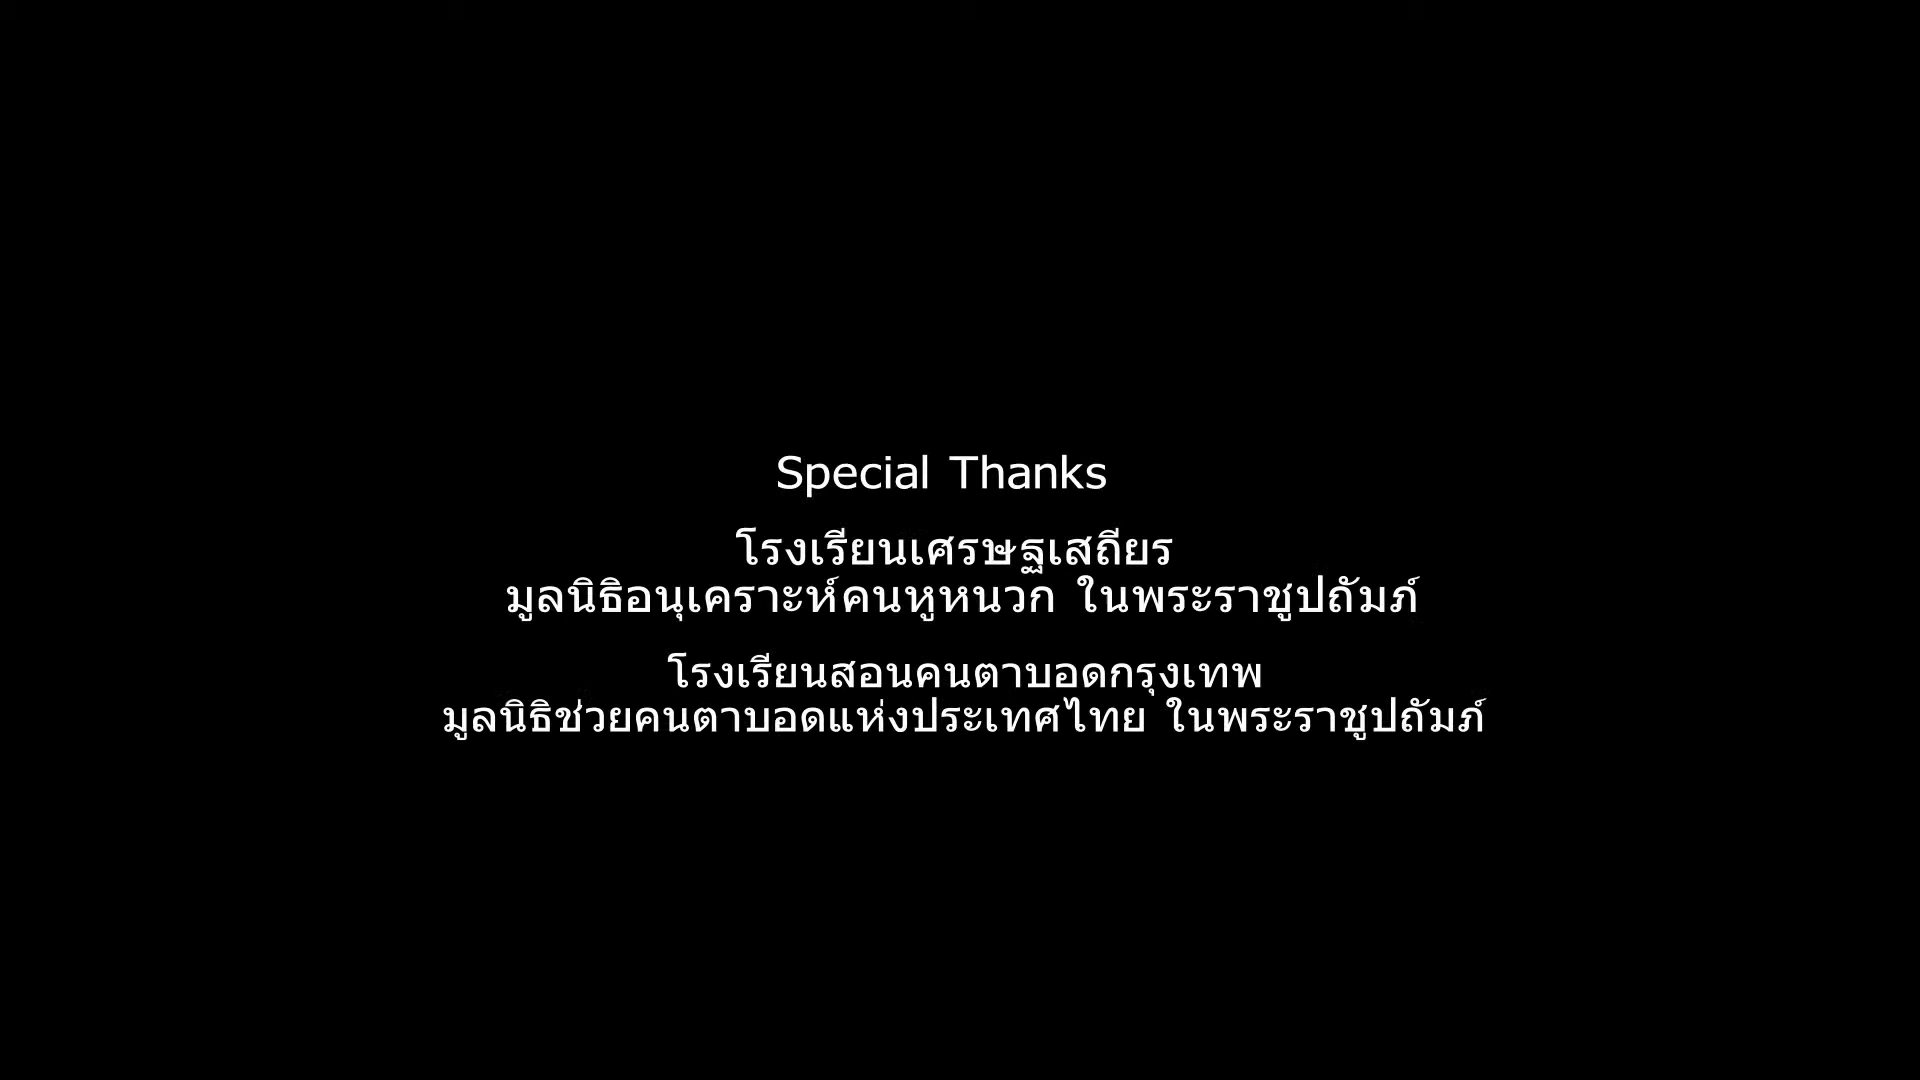 Special Thanks
โรงเรียนเศรษฐเสถียร
มูลนิธิอนุเคราะห์คนหูหนวก ในพระราชูปถัมภ์
โรงเรียนสอนคนตาบอดกรุงเทพ
มูลนิธิช่วยคนตาบอดแห่งประเทศไทย ในพระราชูปถัมภ์